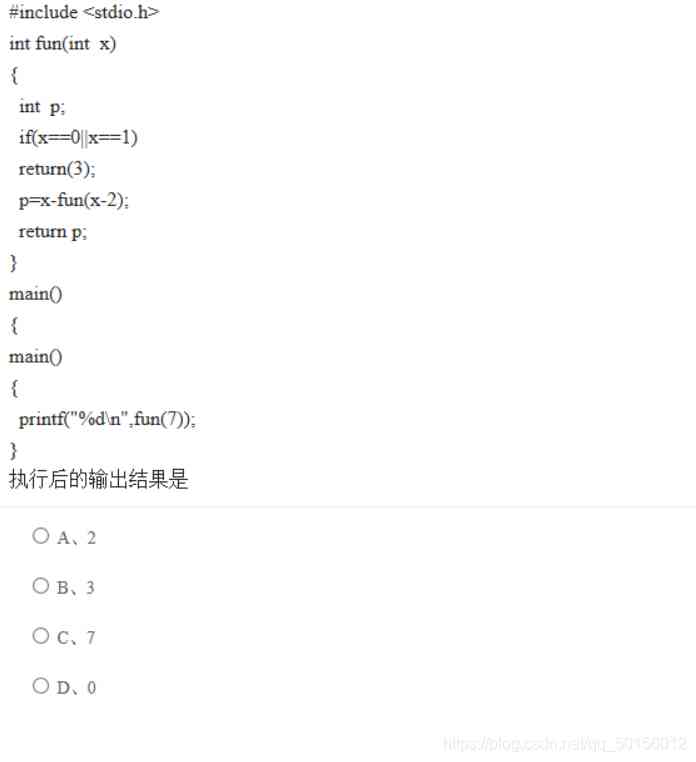 #include <stdio.h>
int fun(int x)
{
int p;
if(x==0||x==1)
return(3);
p=x-fun(x-2);
return p;
}
main()
{
main()
{
printf("%d\n",fun(7));
}
执行后的输出结果是
A、2
B、3
C、7
D、0
https://blog.csdn.net/qq_50156012